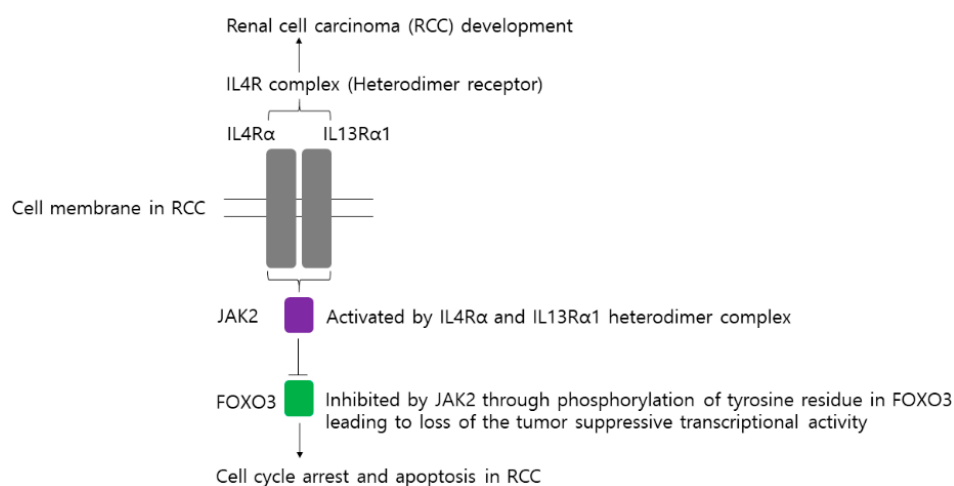 Renal cell carcinoma (RCC) development
IL4R complex (Heterodimer receptor)
IL4Rα IL13Rα1
Cell membrane in RCC
JAK2 Activated by IL4Rα and IL13Rα1 heterodimer complex
FOXO3 Inhibited by JAK2 through phosphorylation of tyrosine residue in FOXO3
leading to loss of the tumor suppressive transcriptional activity
Cell cycle arrest and apoptosis in RCC